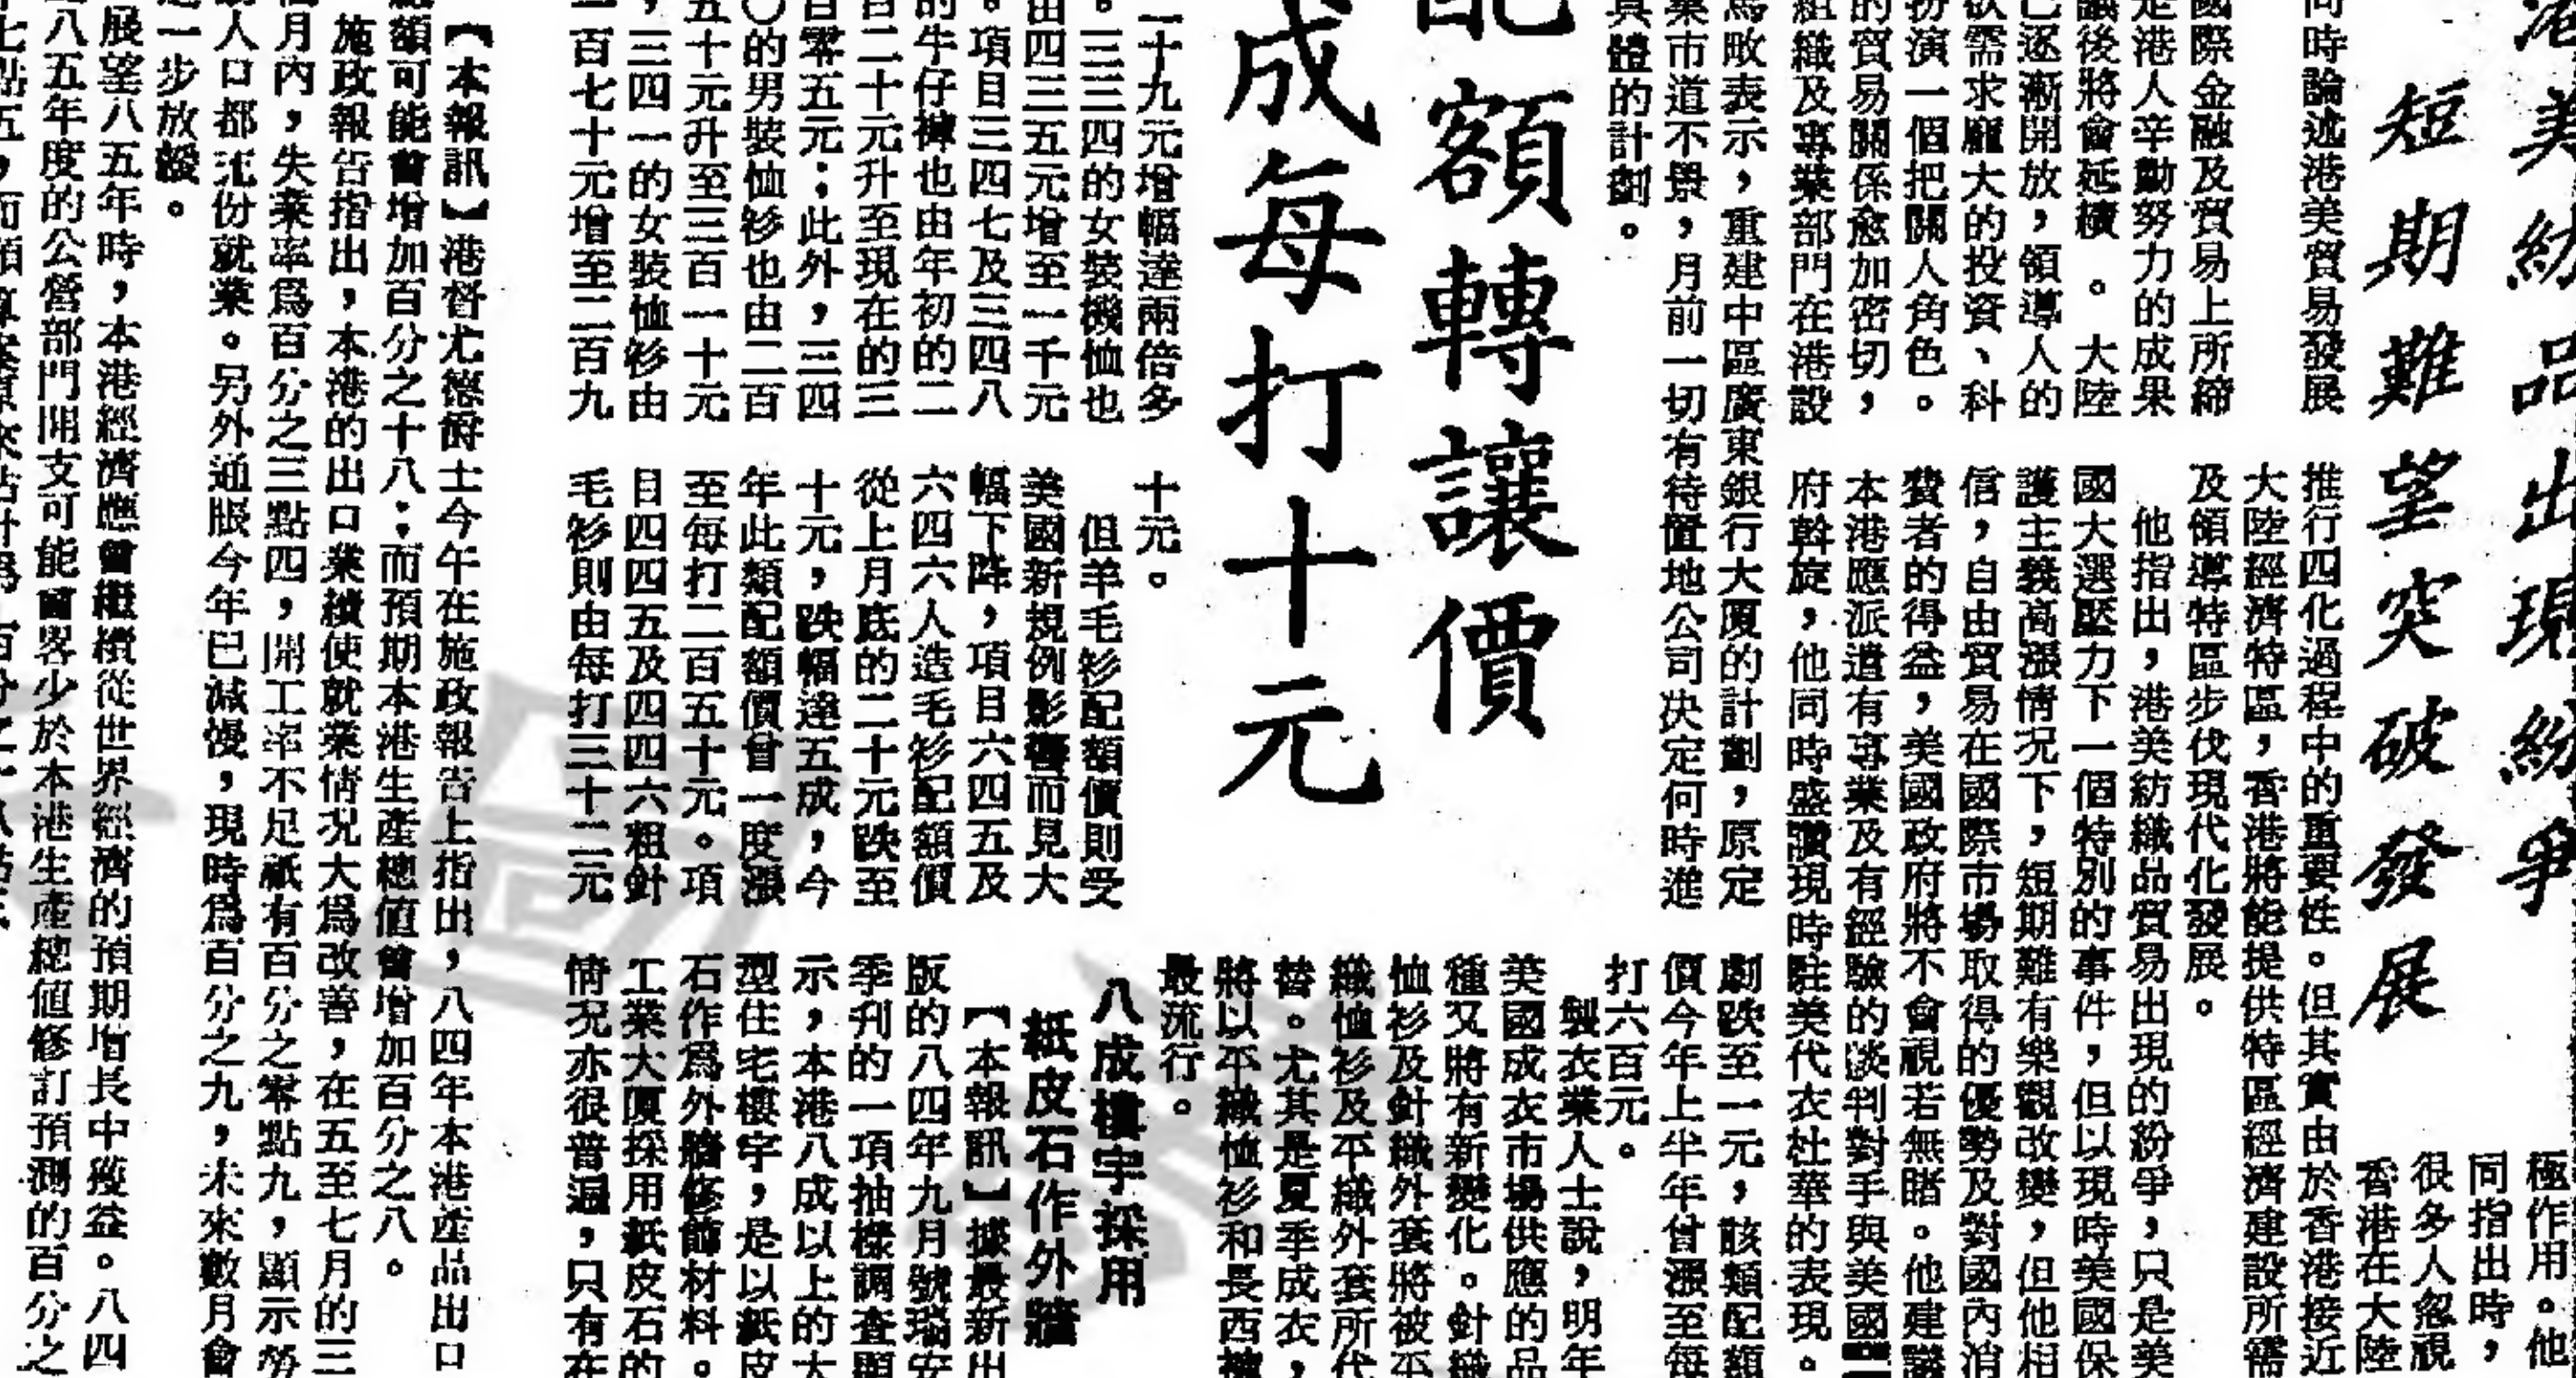 港美紡品出現紛爭
短期難望突破發展
同時論述港美貿易發展
國際金融及貿易上所締
是港人辛勤努力的成果
議後將會延續。大陸
已逐漸開放，領導人的
欲需求龐大的投資、科
扮演一個把關人角色。
的貿易關係愈加密切，
組織及專業部門在港設
極作用。他
同指出時，
很多人忽視
香港在大陸
推行四化過程中的重要性。但其實由於香港接近
大陸經濟特區，香港將能提供特區經濟建設所需
及領導特區步伐現代化發展。
他指出，港美紡織品貿易出現的紛爭，只是美
國大選壓力下一個特別的事件，但以現時美國保
護主義高漲情況下，短期難有樂觀改變，但他相
信，自由貿易在國際市場取得的優勢及對國內消
費者的得益，美國政府將不會視若無睹。他建議
本港應派遣有專業及有經驗的談判對手與美國
府斡旋，他同時盛讚現時駐美代衣杜華的表現。
為畋表示，重建中區廣東銀行大厦的計劃，原定
業市道不景，月前一切有待置地公司决定何時進
具體的計劃。
配額轉讓價
成每打十元
二十九元增幅達兩倍多
。三三四的女裝機恤也
由四三五元增至一千元
。項目三四七及三四八
的牛仔褲也由年初的二
百二十元升至現在的三
百零五元；此外，三四
〇的男裝恤衫也由二百
五十元升至三百一十元
，三四一的女裝恤衫由
二百七十元增至二百九
十元。
但羊毛衫配額價則受
美國新規例影響而見大
幅下降，項目六四五及
六四六人造毛衫配額價
從上月底的二十元跌至
十元，跌幅達五成，今
年此類配額價曾一度漲
至每打二百五十元。項
目四四五及四四六粗針
毛衫則由每打三十二元
劇跌至一元，該類配額
價今年上半年曾漲至每
打六百元。
製衣業人士說，明年
美國成衣市場供應的品
種又將有新變化。針織
恤衫及針織外套將被平
織恤衫及平織外套所代
替。尤其是夏季成衣，
將以平織恤衫和長西褲
最流行。
八成樓宇採用
紙皮石作外牆
【本報訊】據最新出
版的八四年九月號瑞安
季刊的一項抽樣調查顯
示，本港八成以上的大
型住宅樓宇，是以紙皮
石作為外牆修飾材料。
工業大厦採用紙皮石的
情况亦很普遍，只有在
【本報訊】港督尤德爵士今午在施政報告上指出，八四年本港產品出口
總額可能會增加百分之十八；而預期本港生產總值會增加百分之八。
施政報告指出，本港的出口業績使就業情况大為改善，在五至七月的三
個月內，失業率為百分之三點四，開工率不足祇有百分之零點九，顯示勞
動人口都充份就業。另外通脹今年已減慢，現時為百分之九，未來數月會
進一步放緩。
展望八五年時，本港經濟應會繼續從世界經濟的預期增長中獲益。八四
至八五年度的公營部門開支可能會畧少於本港生產總值修訂預測的百分之